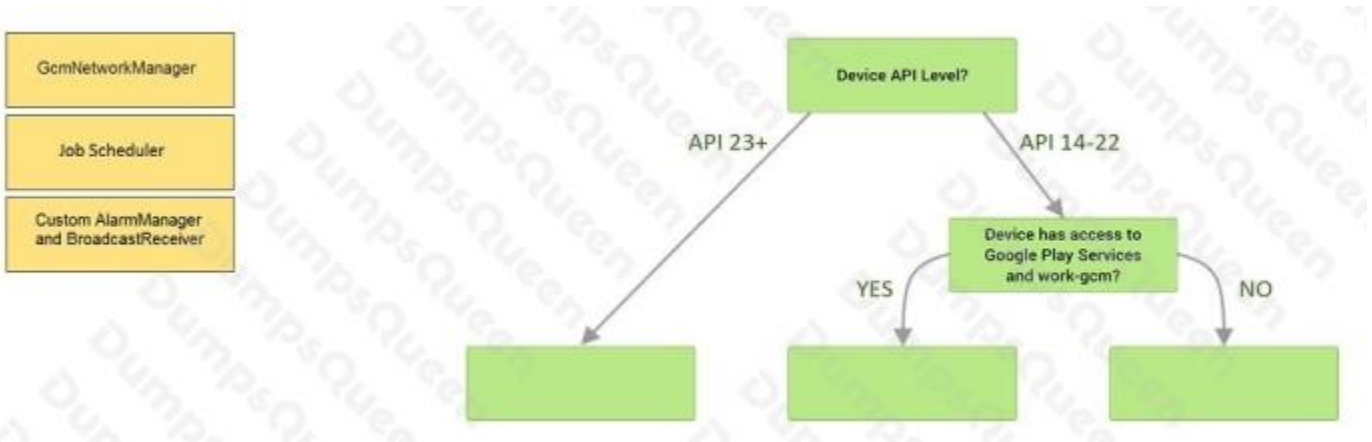 GcmNetworkManager
Job Scheduler
Custom AlarmManager
and BroadcastReceiver
Device API Level?
API 23+
API 14-22
Device has access to
Google Play Services
and work-gcm?
YES
NO
DumpsQueen